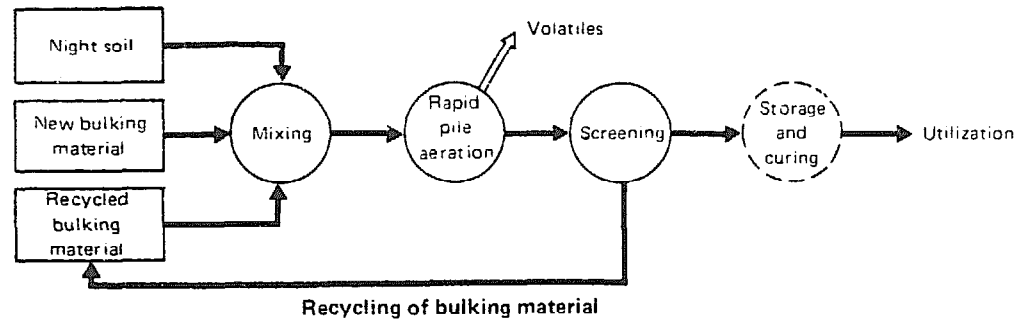 Night soil
New bulking
material
Recycled
bulking
material
Mixing
Rapid
pile
aeration
Volatiles
Screening
Storage
and
curing
Utilization
Recycling of bulking material